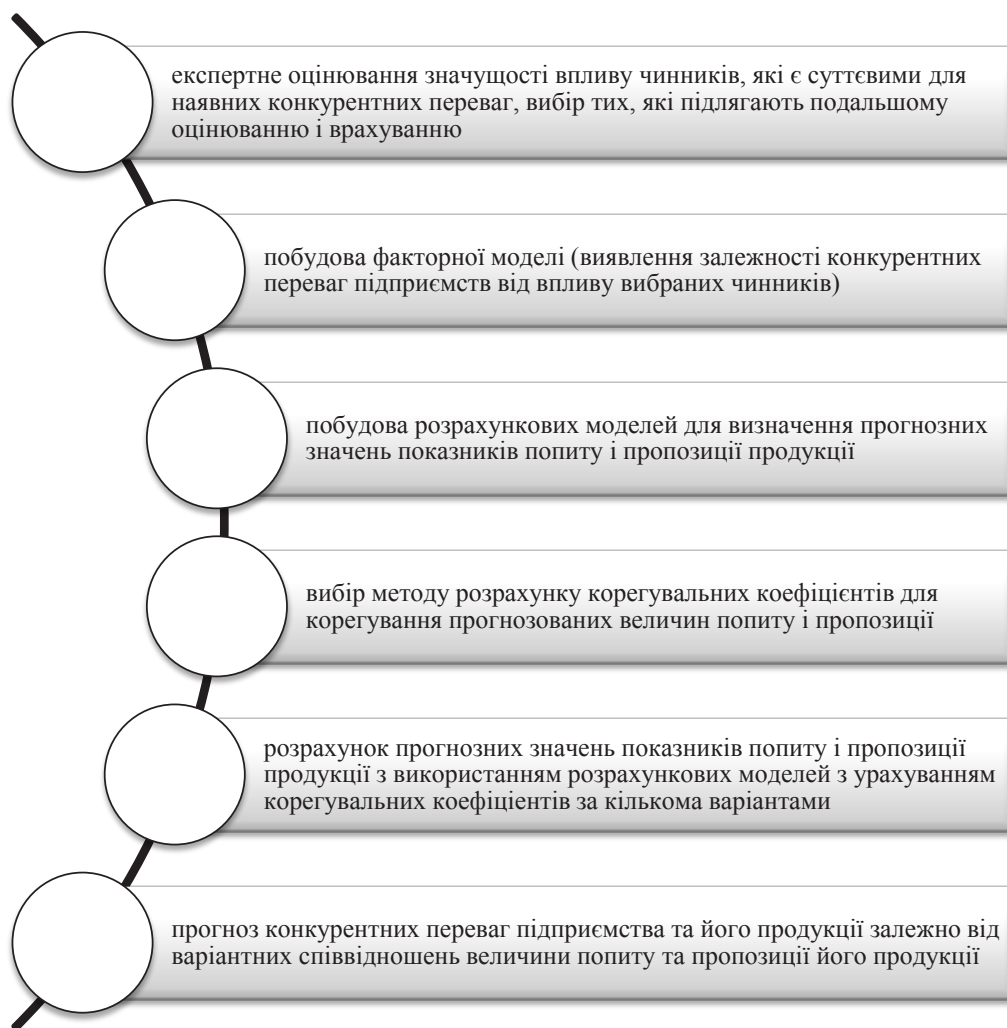 експертне оцінювання значущості впливу чинників, які є суттєвими для
наявних конкурентних переваг, вибір тих, які підлягають подальшому
оцінюванню і врахуванню
побудова факторної моделі (виявлення залежності конкурентних
переваг підприємств від впливу вибраних чинників)
побудова розрахункових моделей для визначення прогнозних
значень показників попиту і пропозиції продукції
вибір методу розрахунку корегувальних коефіцієнтів для
корегування прогнозованих величин попиту і пропозиції
розрахунок прогнозних значень показників попиту і пропозиції
продукції з використанням розрахункових моделей з урахуванням
корегувальних коефіцієнтів за кількома варіантами
прогноз конкурентних переваг підприємства та його продукції залежно від
варіантних співвідношень величини попиту та пропозиції його продукції